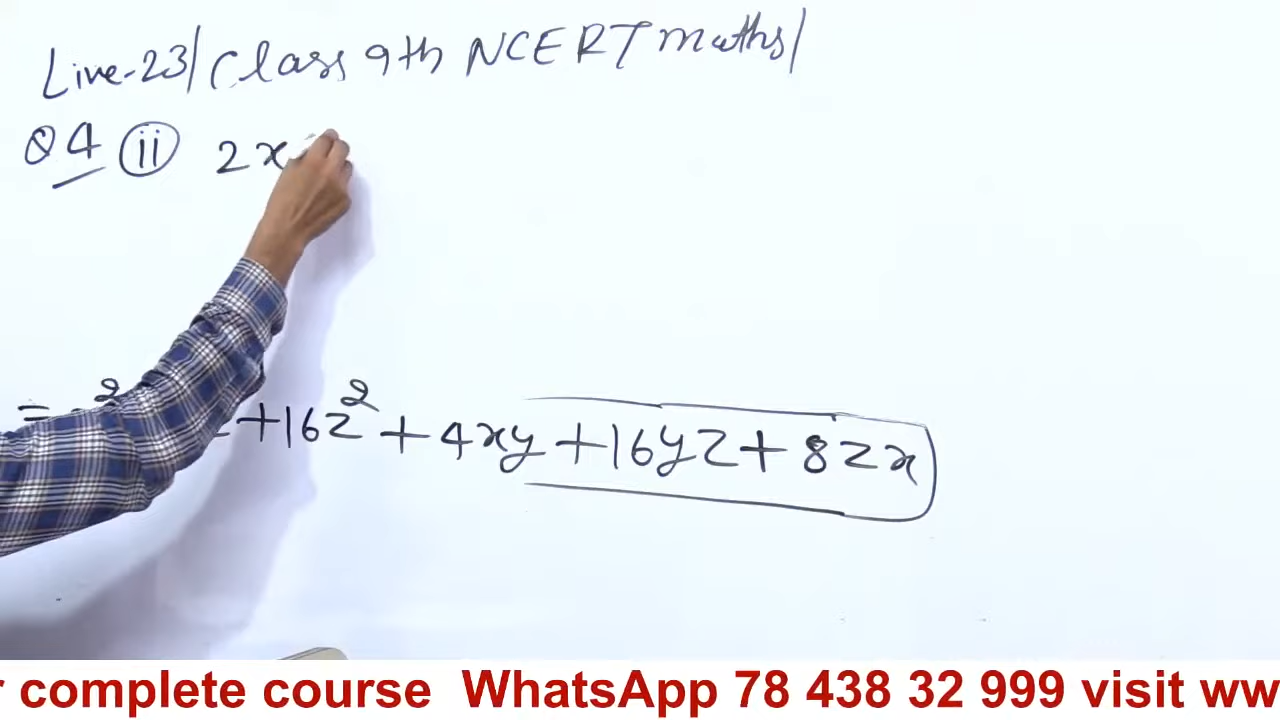 Live-23/Class 9th NCERT maths/
Q4 (ii) 2x
= 2 +16z² + 4xy +16yz + 8zx
r complete course WhatsApp 78 438 32 999 visit ww